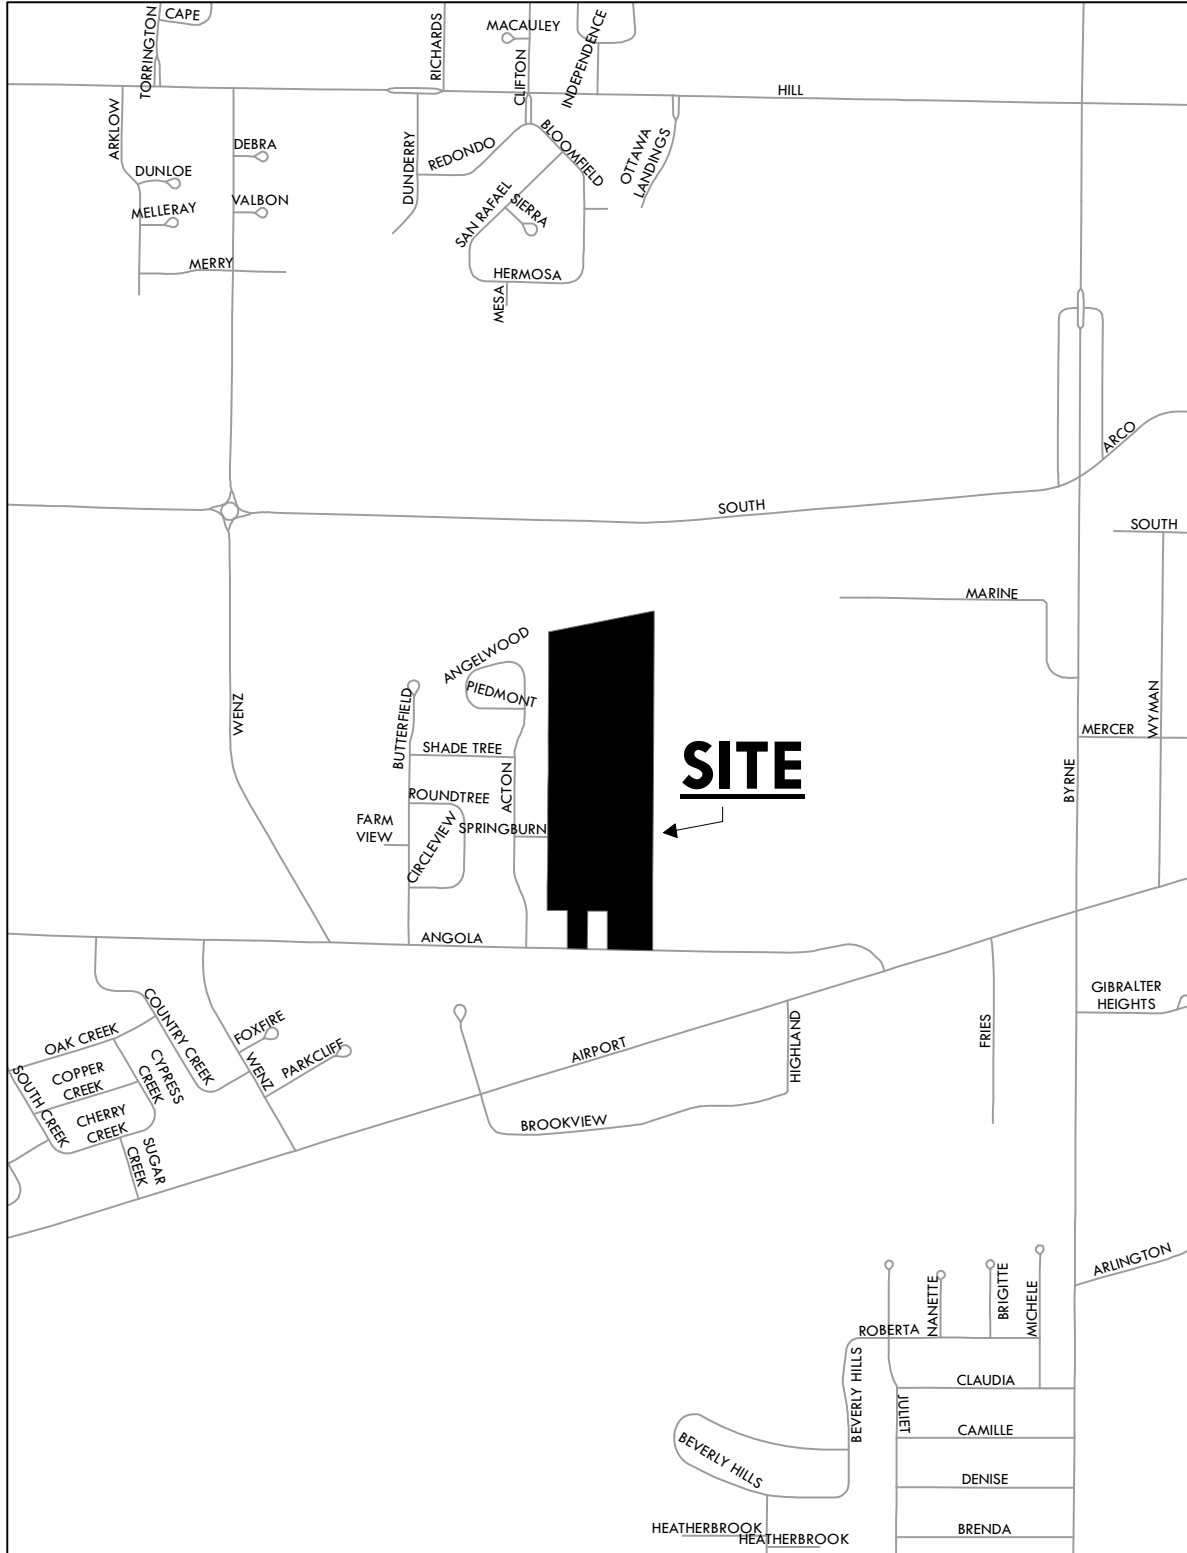 CAPE
TORRINGTON
RICHARDS
MACAULEY
CLIFTON
INDEPENDENCE
HILL
ARKLOW
DUNLOE
MELLERAY
MERRY
DEBRA
VALBON
DUNDERRY
REDONDO
BLOOMFIELD
OTTAWA
LANDINGS
SAN RAFAEL
SIERRA
HERMOSA
MESA
ARCO
SOUTH
SOUTH
MARINE
WENZ
ANGELWOOD
PIEDMONT
BUTTERFIELD
SHADE TREE
ACTON
ROUNDTREE
FARM
VIEW
CIRCLEVIEW
SPRINGBURN
SITE
MERCER
WYMAN
BYRNE
ANGOLA
COUNTRY CREEK
OAK CREEK
COPPER
CREEK
CYPRESS
CREEK
SOUTH CREEK
CHERRY
CREEK
SUGAR
CREEK
FOXFIRE
WENZ
PARKCLIFF
AIRPORT
BROOKVIEW
HIGHLAND
FRIES
GIBRALTER
HEIGHTS
ARLINGTON
NANETTE
BRIGITTE
MICHELE
ROBERTA
BEVERLY HILLS
CLAUDIA
JULIET
CAMILLE
BEVERLY HILLS
DENISE
HEATHERBROOK
HEATHERBROOK
BRENDA